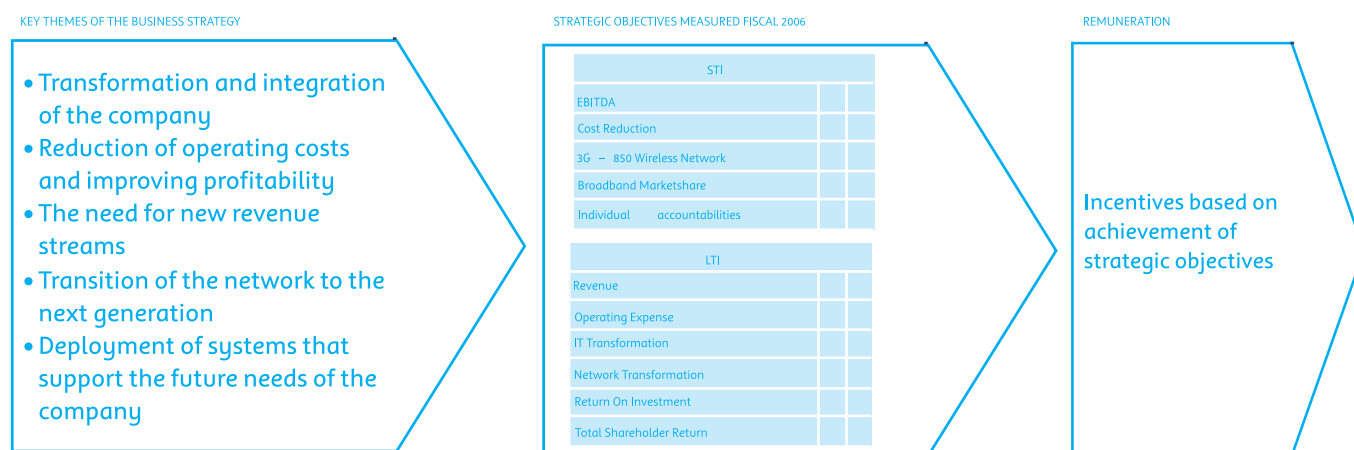 KEY THEMES OF THE BUSINESS STRATEGY
• Transformation and integration
of the company
• Reduction of operating costs
and improving profitability
• The need for new revenue
streams
• Transition of the network to the
next generation
• Deployment of systems that
support the future needs of the
company
STRATEGIC OBJECTIVES MEASURED FISCAL 2006
STI
EBITDA
Cost Reduction
3G – 850 Wireless Network
Broadband Marketshare
Individual accountabilities
LTI
Revenue
Operating Expense
IT Transformation
Network Transformation
Return On Investment
Total Shareholder Return
REMUNERATION
Incentives based on
achievement of
strategic objectives